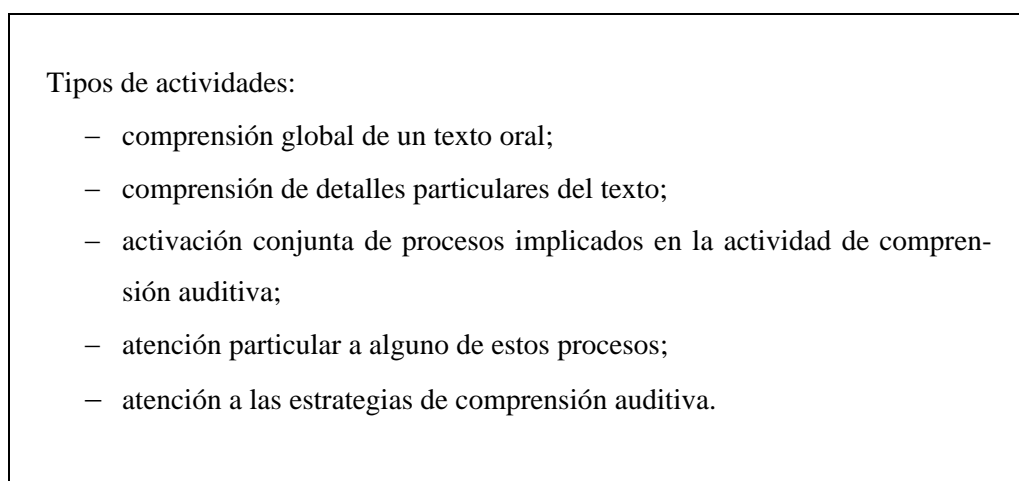 Tipos de actividades:
− comprensión global de un texto oral;
− comprensión de detalles particulares del texto;
− activación conjunta de procesos implicados en la actividad de compren-
sión auditiva;
− atención particular a alguno de estos procesos;
− atención a las estrategias de comprensión auditiva.